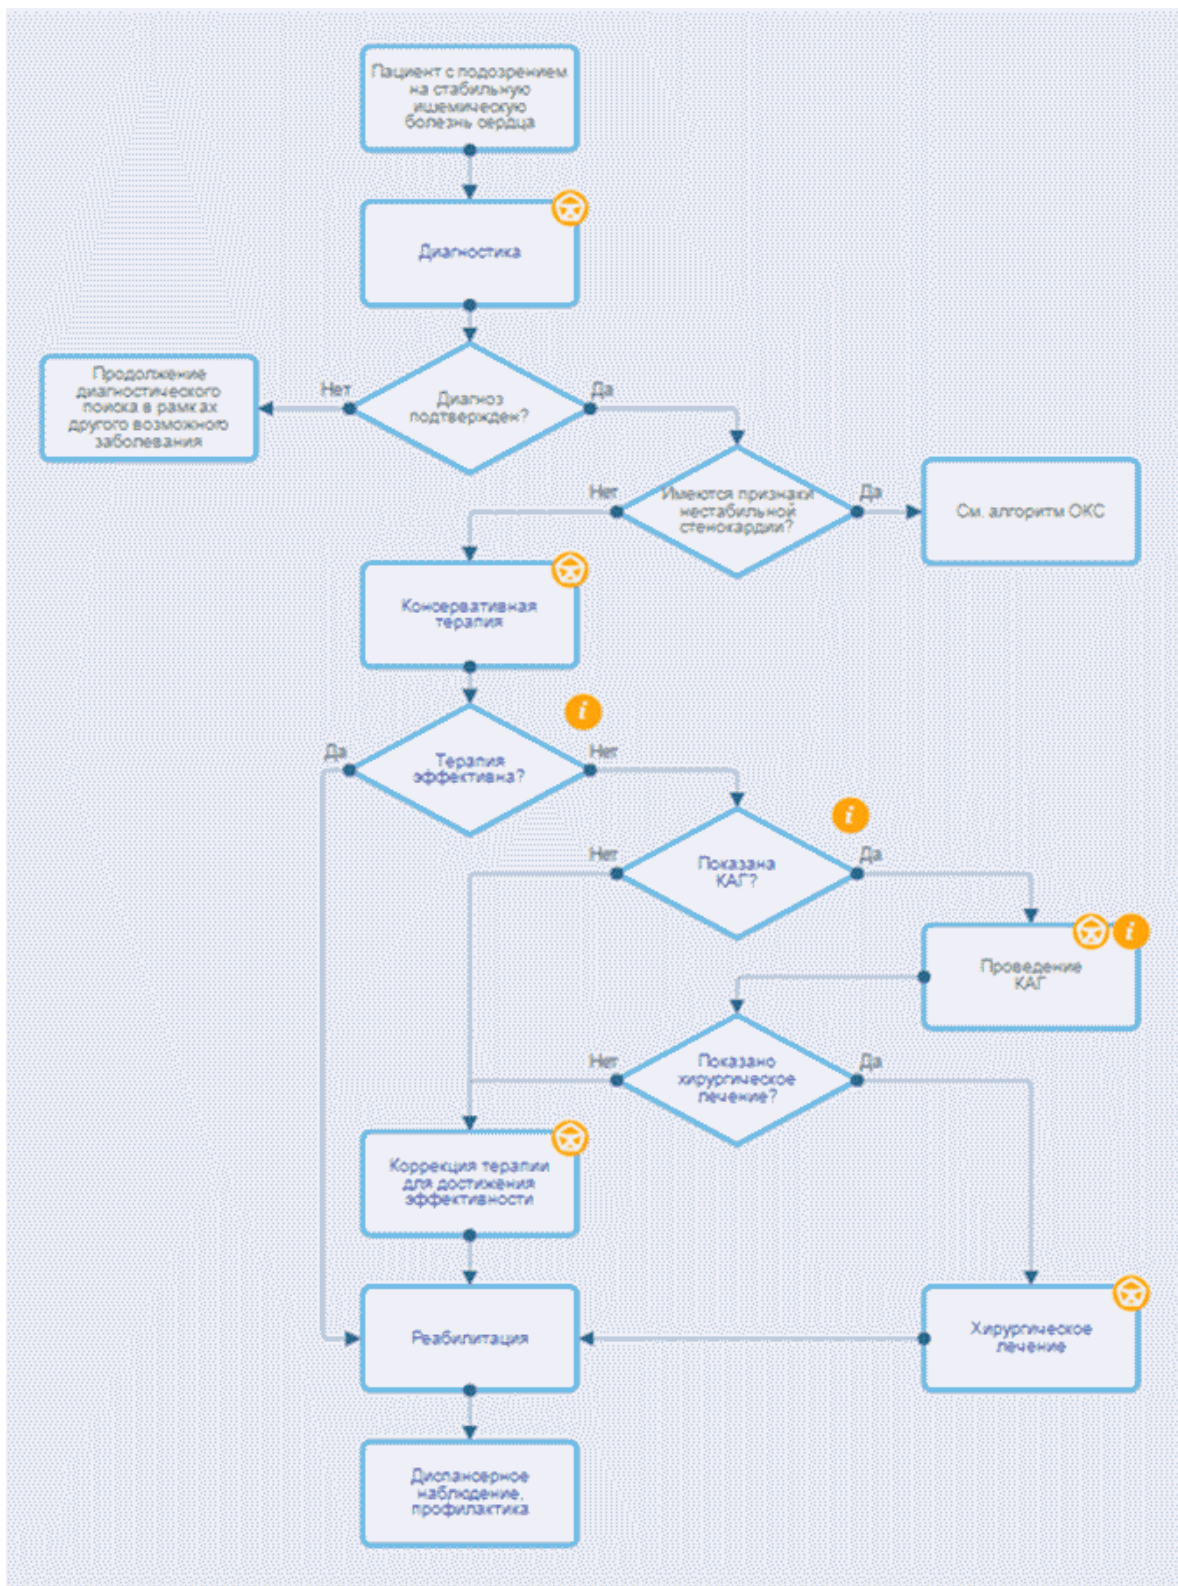 Пациент с подозрением
на стабильную
ишемическую
болезнь сердца
Диагностика
Диагноз
подтвержден?
Нет
Да
Продолжение
диагностического
поиска в рамках
другого возможного
заболевания
Имеются признаки
нестабильной
стенокардии?
Нет
Да
См. алгоритм ОКС
Консервативная
терапия
i
Терапия
эффективна?
Да
Нет
i
Показана
КАГ?
Нет
Да
i
Проведение
КАГ
Показано
хирургическое
лечение?
Нет
Да
Коррекция терапии
для достижения
эффективности
Реабилитация
Хирургическое
лечение
Диспансерное
наблюдение,
профилактика